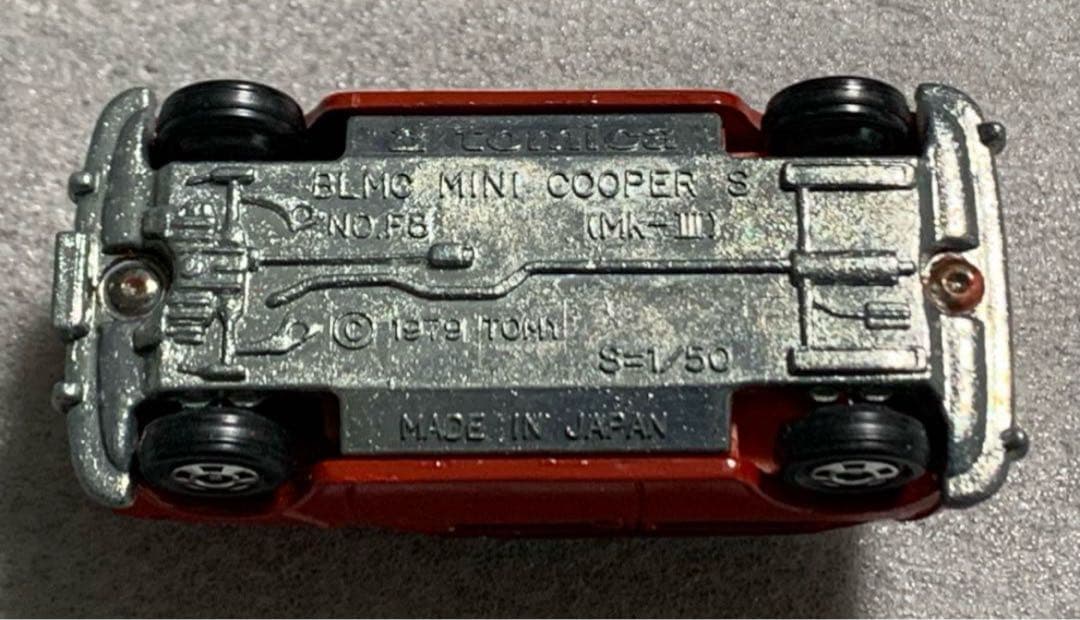 tomica
BLMC MINI COOPER S
NO.F8 (MK-III)
© 1979 TOMY
S=1/50
MADE IN JAPAN